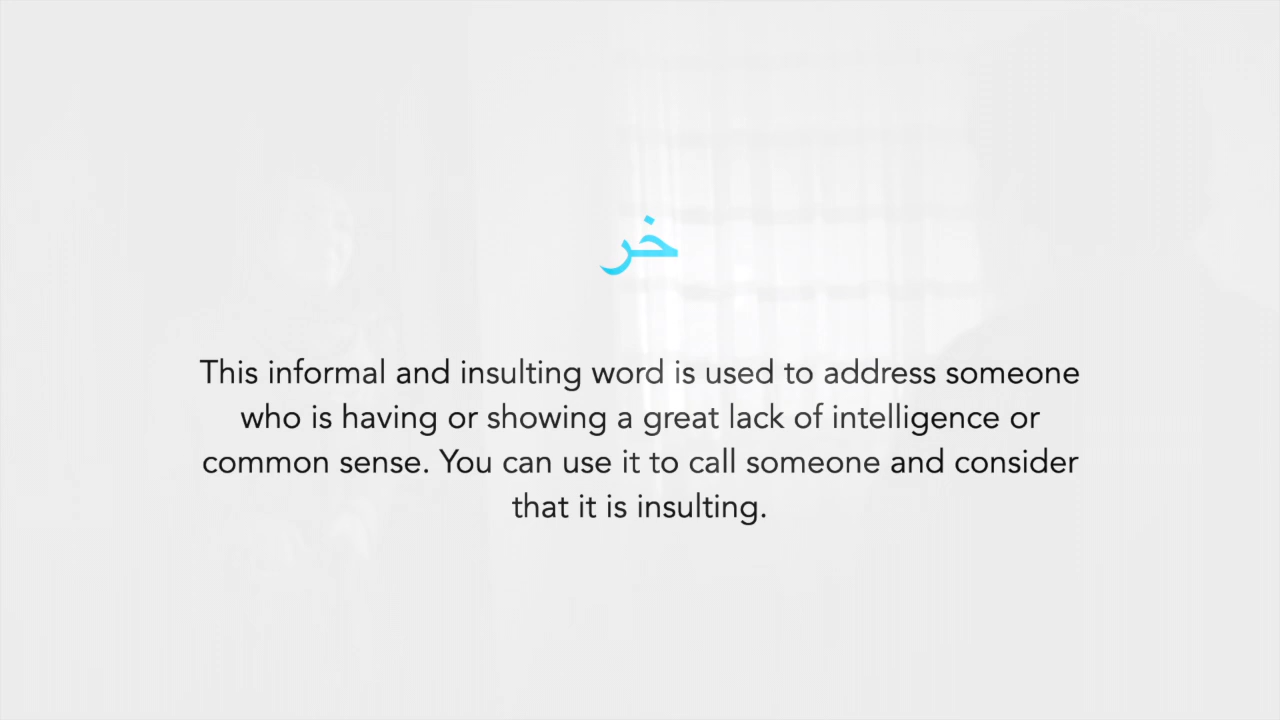 خر
This informal and insulting word is used to address someone
who is having or showing a great lack of intelligence or
common sense. You can use it to call someone and consider
that it is insulting.